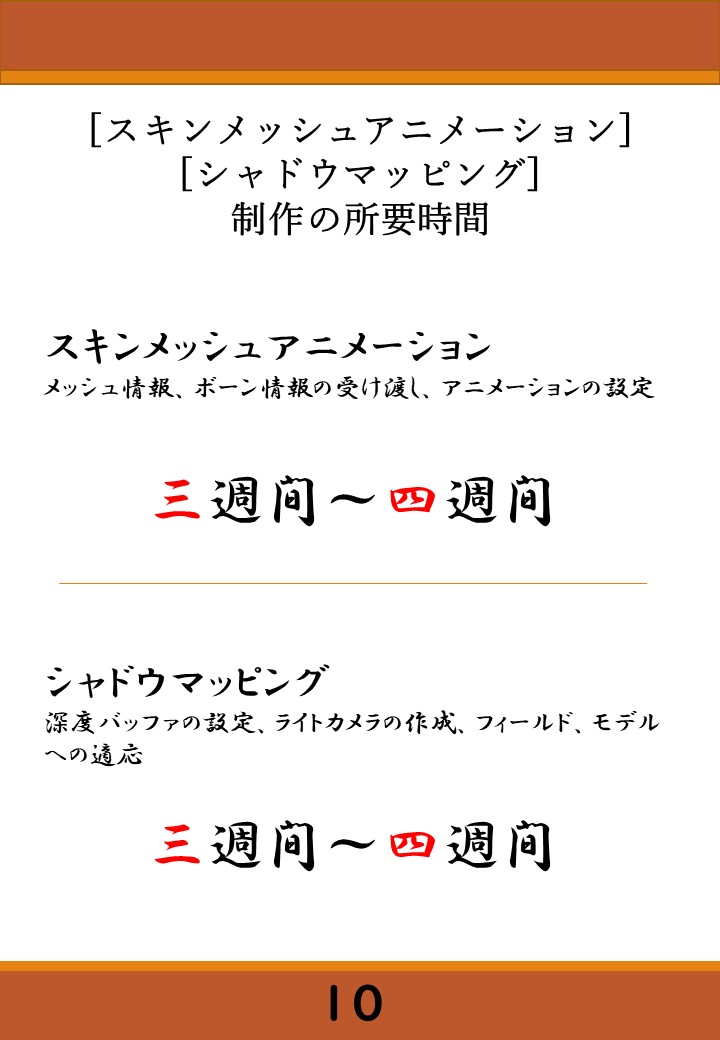 [スキンメッシュアニメーション]
[シャドウマッピング]
制作の所要時間
スキンメッシュアニメーション
メッシュ情報、ボーン情報の受け渡し、アニメーションの設定
三週間～四週間
シャドウマッピング
深度バッファの設定、ライトカメラの作成、フィールド、モデル
への適応
三週間～四週間
10